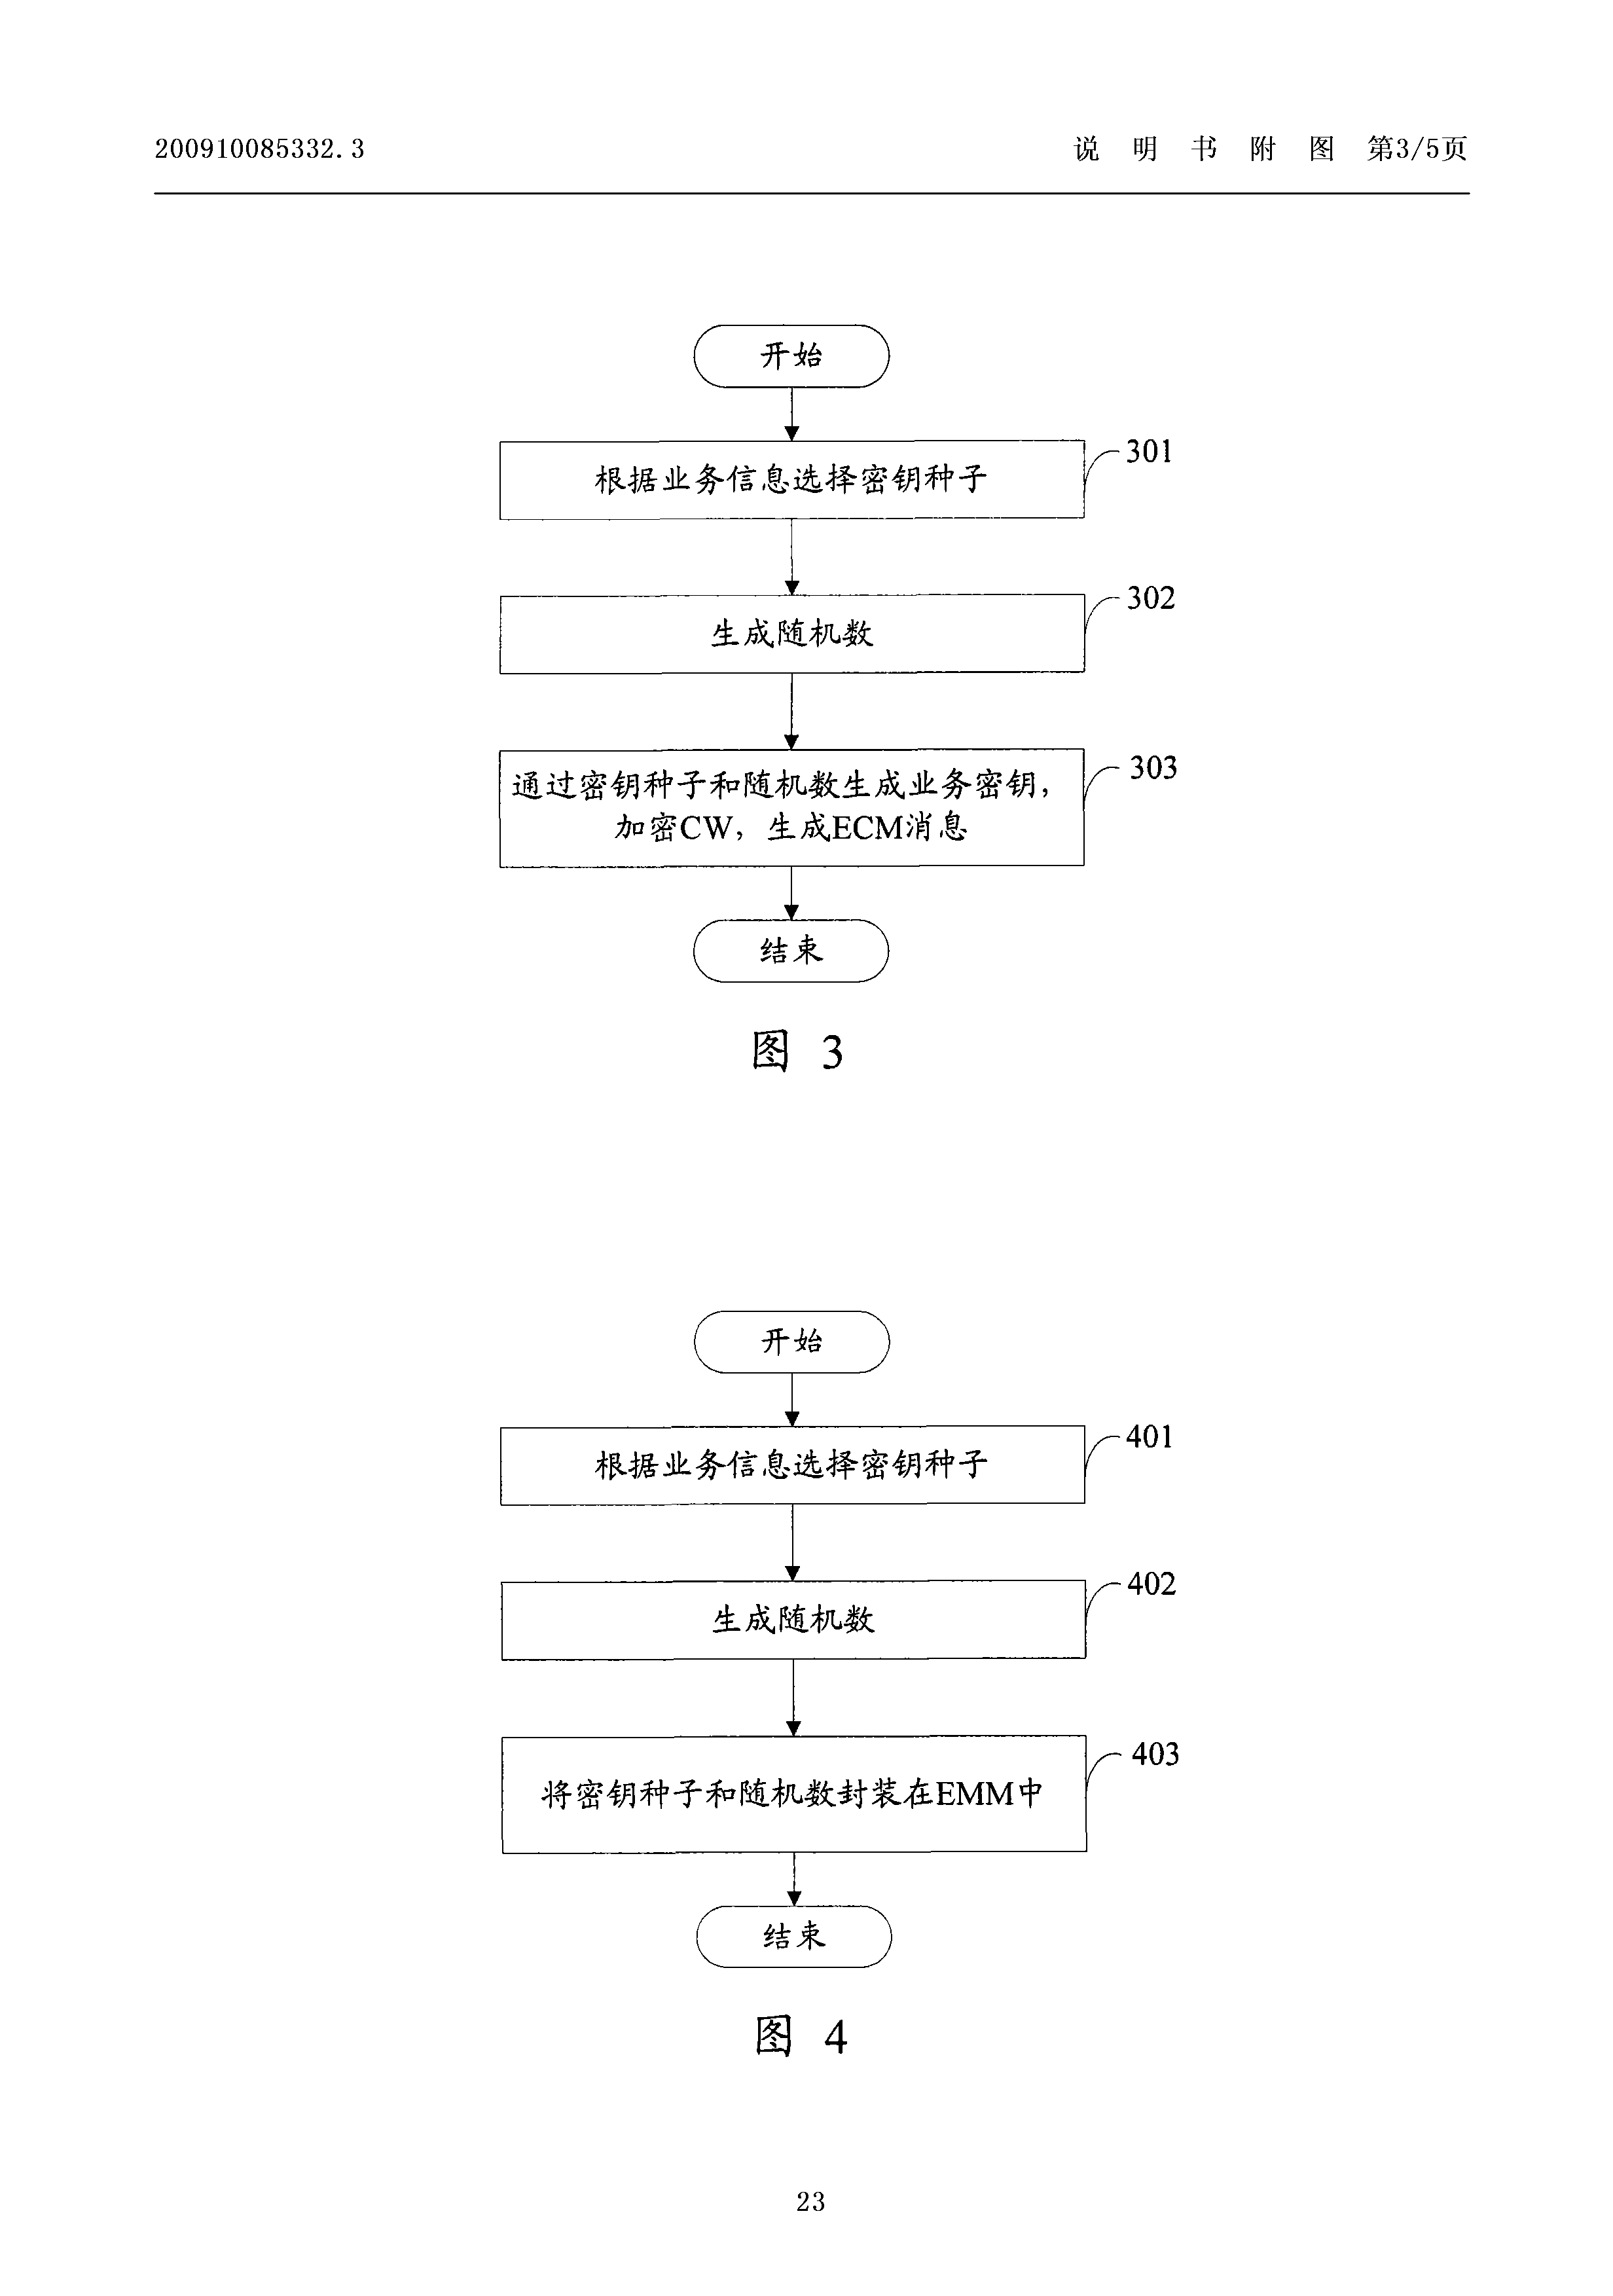 200910085332.3
说 明 书 附 图 第3/5页
开始
根据业务信息选择密钥种子
301
生成随机数
302
通过密钥种子和随机数生成业务密钥，
加密CW，生成ECM消息
303
结束
图 3
开始
根据业务信息选择密钥种子
401
生成随机数
402
将密钥种子和随机数封装在EMM中
403
结束
图 4
23